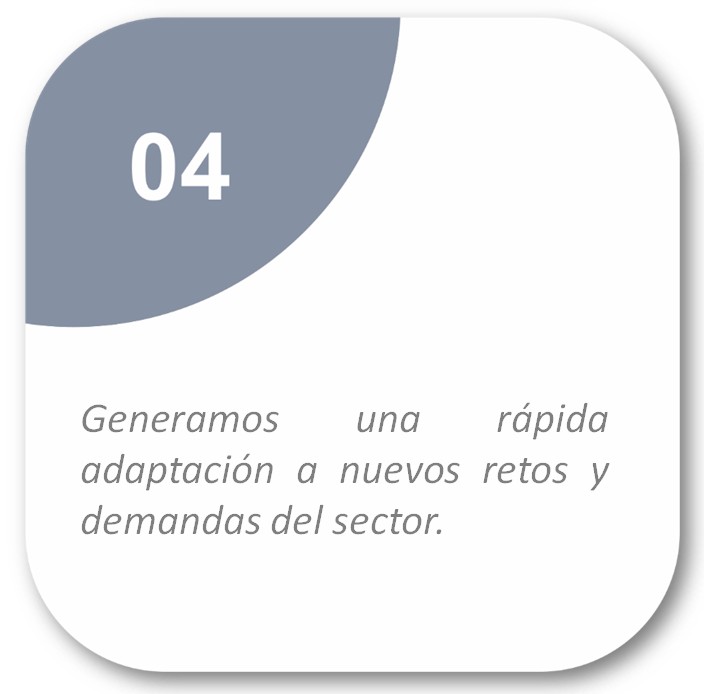 04
Generamos una rápida
adaptación a nuevos retos y
demandas del sector.